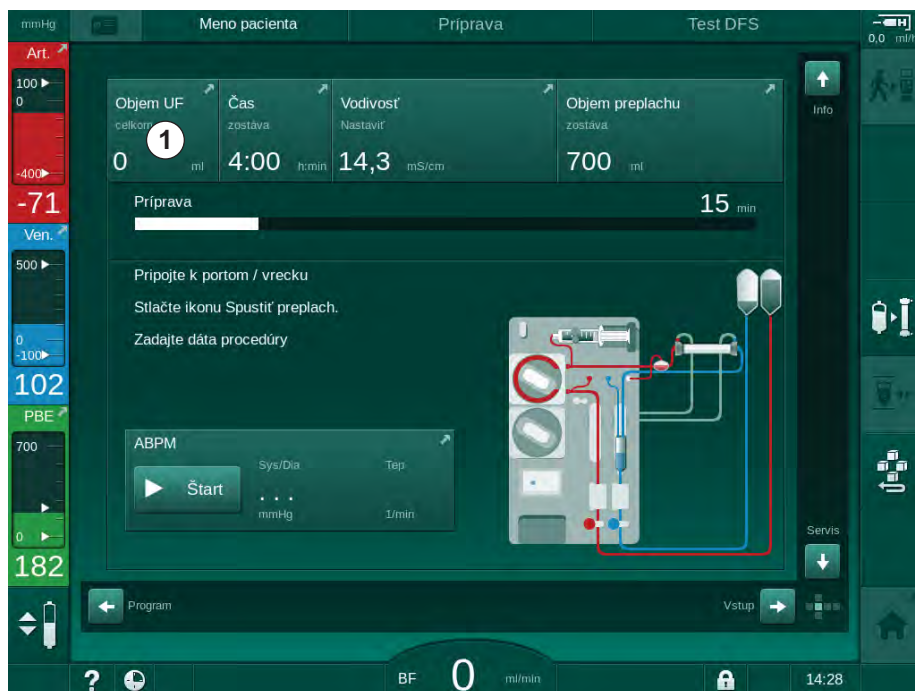 mmHg
Meno pacienta
Príprava
Test DFS
0,0 ml/h
Art.
100
0
-400
-71
Ven.
500
0
-100
102
PBE
700
0
182
Objem UF
celkom
0 ml
1
Čas
zostáva
4:00 h:min
Vodivosť
Nastaviť
14,3 mS/cm
Objem preplachu
zostáva
700 ml
Príprava
15 min
Pripojte k portom / vrecku
Stlačte ikonu Spustiť preplach.
Zadajte dáta procedúry
ABPM
Štart
Sys/Dia
. . .
mmHg
Tep
1/min
Info
Servis
Program
Vstup
?
BF 0 ml/min
14:28